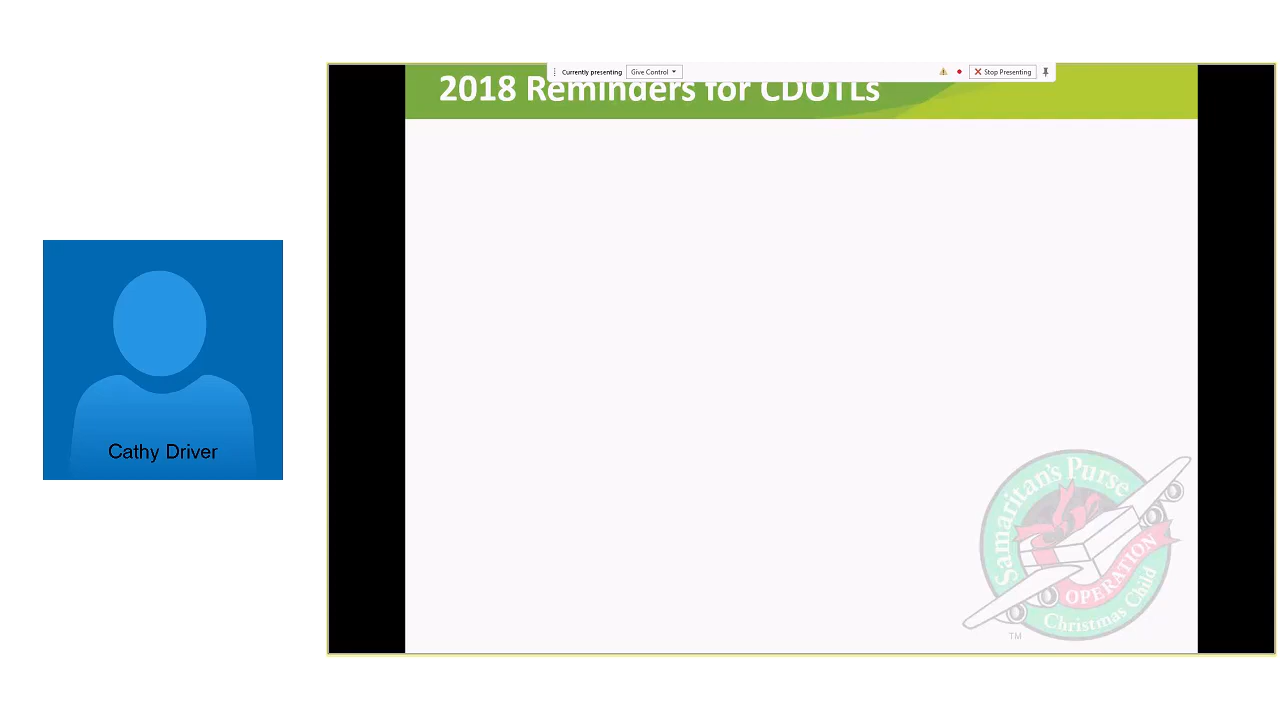 Currently presenting
Give Control
Stop Presenting
2018 Reminders for CDOTLs
Cathy Driver
Samaritan's Purse
OPERATION
Christmas Child
TM